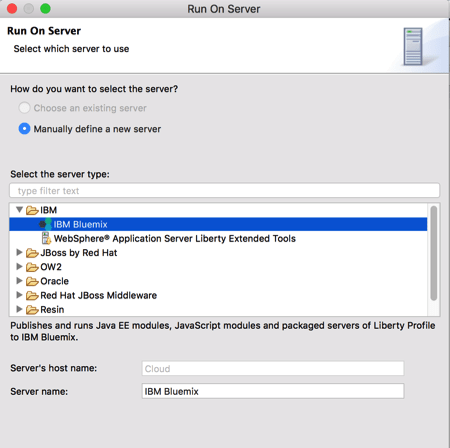 Run On Server
Run On Server
Select which server to use
How do you want to select the server?
Choose an existing server
Manually define a new server
Select the server type:
type filter text
IBM
IBM Bluemix
WebSphere® Application Server Liberty Extended Tools
JBoss by Red Hat
OW2
Oracle
Red Hat JBoss Middleware
Resin
Publishes and runs Java EE modules, JavaScript modules and packaged servers of Liberty Profile
to IBM Bluemix.
Server's host name: Cloud
Server name: IBM Bluemix